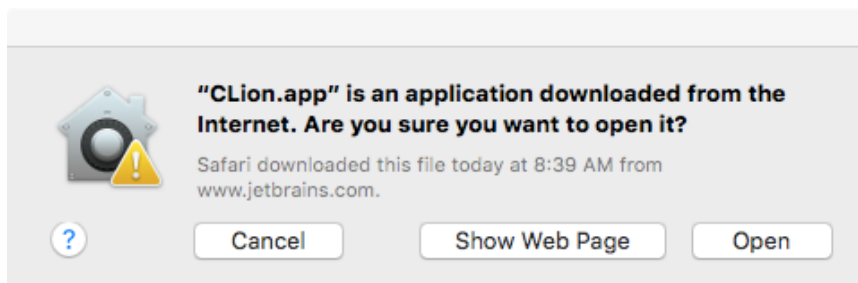 “CLion.app” is an application downloaded from the
Internet. Are you sure you want to open it?
Safari downloaded this file today at 8:39 AM from
www.jetbrains.com.
?
Cancel
Show Web Page
Open